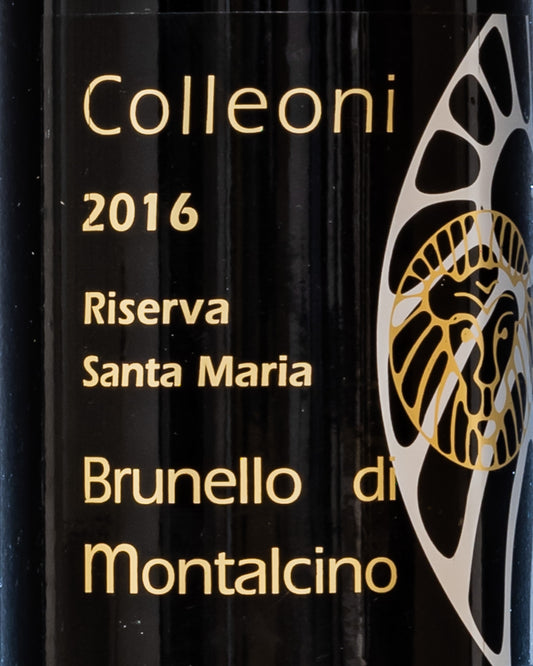 Colleoni
2016
Riserva
Santa Maria
Brunello di
Montalcino